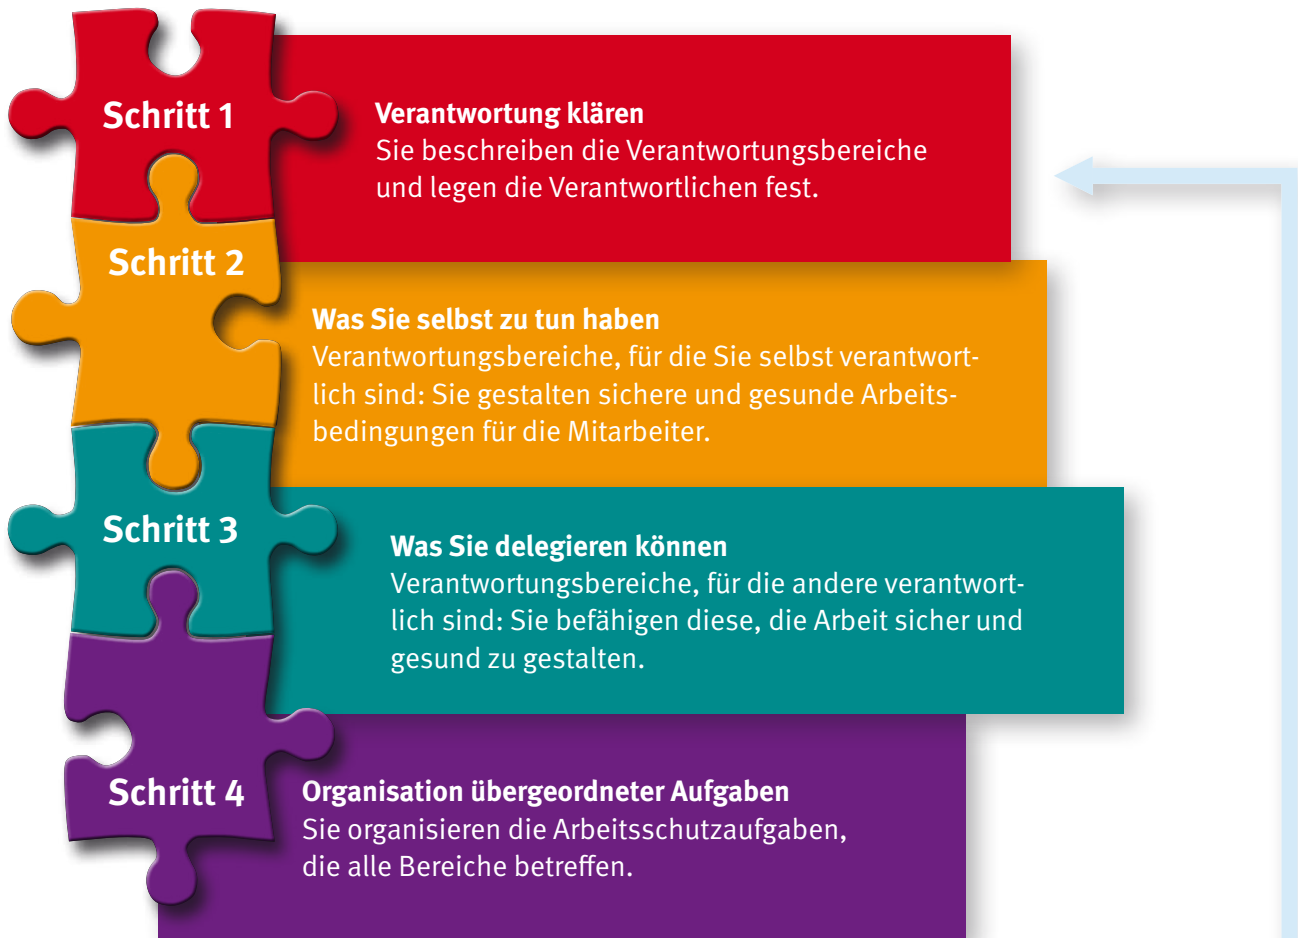 Schritt 1
Verantwortung klären
Sie beschreiben die Verantwortungsbereiche
und legen die Verantwortlichen fest.
Schritt 2
Was Sie selbst zu tun haben
Verantwortungsbereiche, für die Sie selbst verantwort-
lich sind: Sie gestalten sichere und gesunde Arbeits-
bedingungen für die Mitarbeiter.
Schritt 3
Was Sie delegieren können
Verantwortungsbereiche, für die andere verantwort-
lich sind: Sie befähigen diese, die Arbeit sicher und
gesund zu gestalten.
Schritt 4
Organisation übergeordneter Aufgaben
Sie organisieren die Arbeitsschutzaufgaben,
die alle Bereiche betreffen.